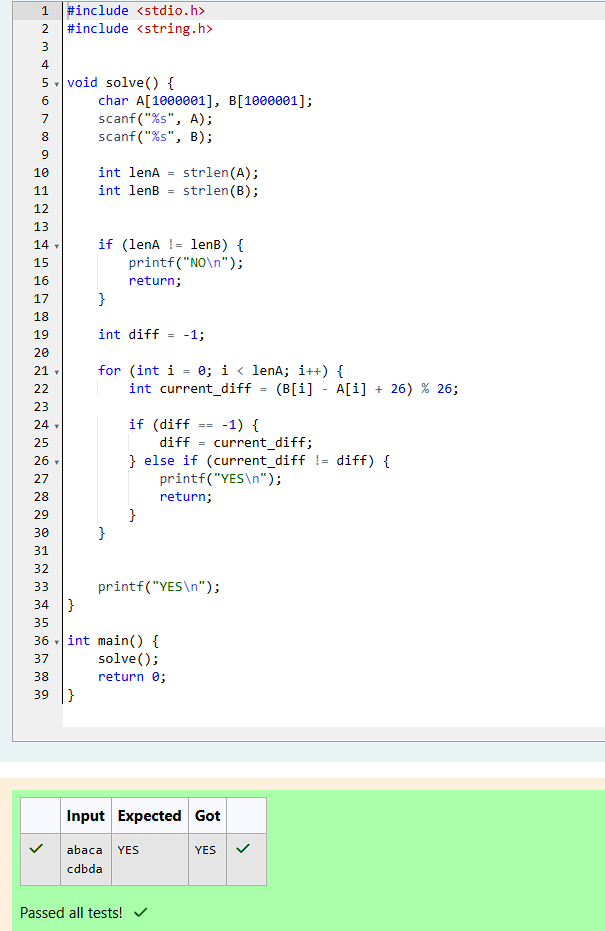 1 #include <stdio.h>
2 #include <string.h>
3
4
5 void solve() {
6     char A[1000001], B[1000001];
7     scanf("%s", A);
8     scanf("%s", B);
9
10     int lenA = strlen(A);
11     int lenB = strlen(B);
12
13
14     if (lenA != lenB) {
15         printf("NO\n");
16         return;
17     }
18
19     int diff = -1;
20
21     for (int i = 0; i < lenA; i++) {
22         int current_diff = (B[i] - A[i] + 26) % 26;
23
24         if (diff == -1) {
25             diff = current_diff;
26         } else if (current_diff != diff) {
27             printf("YES\n");
28             return;
29         }
30     }
31
32
33     printf("YES\n");
34 }
35
36 int main() {
37     solve();
38     return 0;
39 }
Input Expected Got
abaca YES YES
cdbda
Passed all tests!